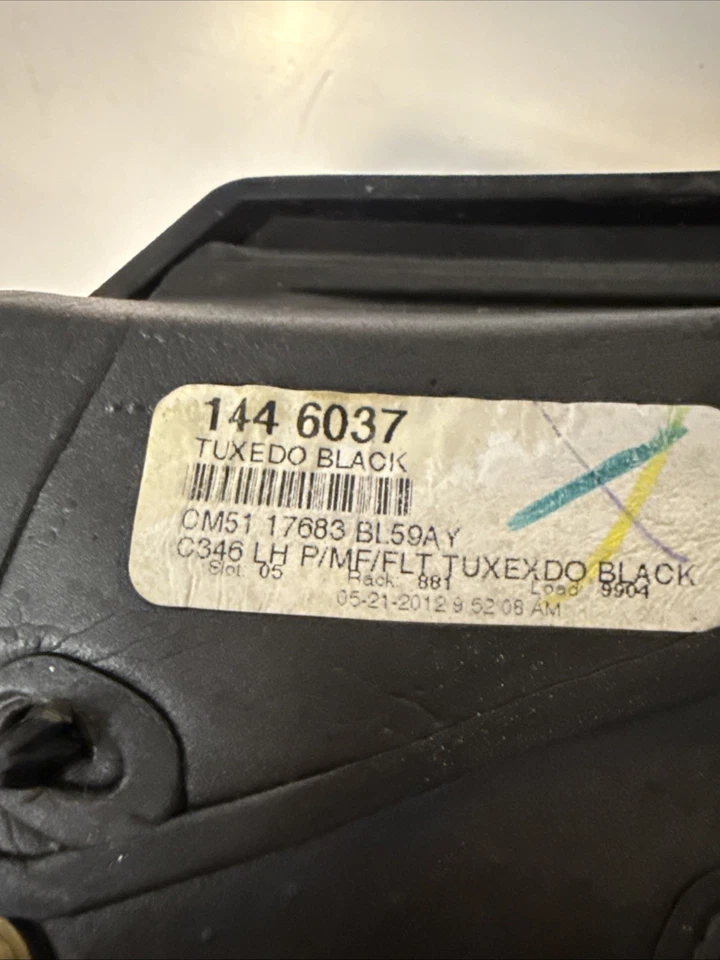 144 6037
TUXEDO BLACK
CM51 17683 BL59AY
C346 LH P/MF/FLT TUXEXDO BLACK
Slot: 05 Rack: 881 Load: 9904
05-21-2012 9:52:08 AM